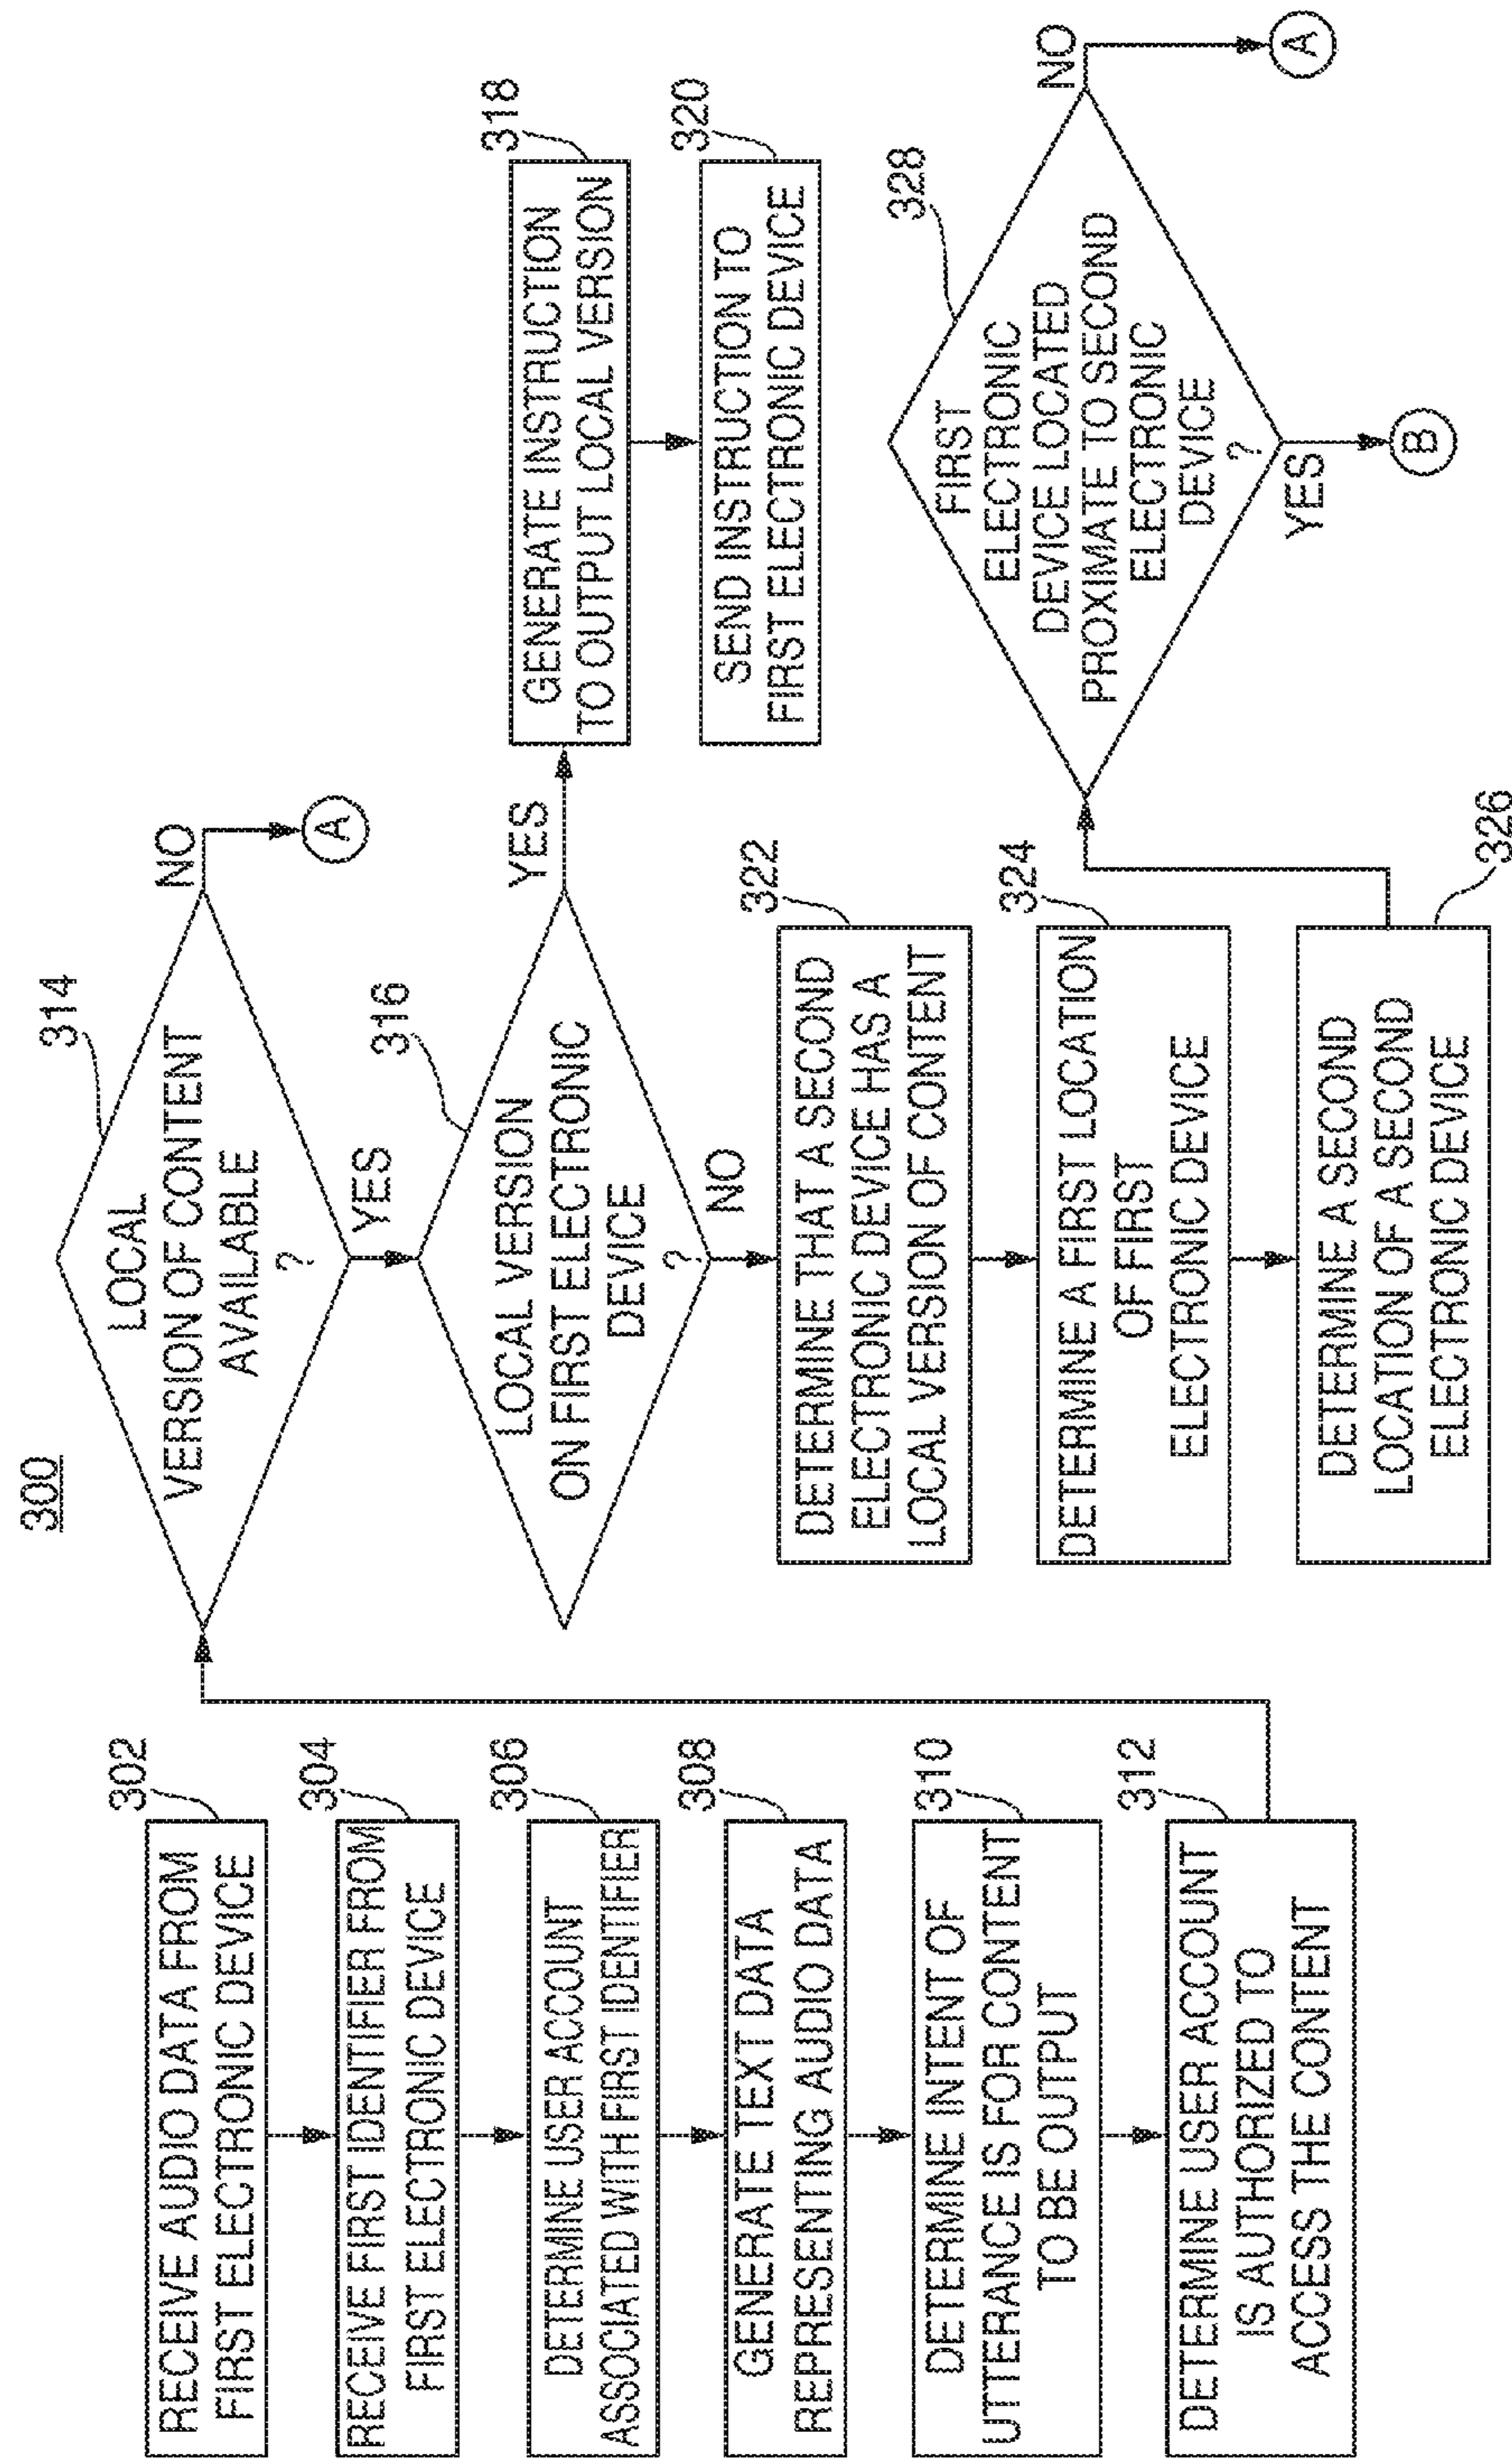 300
302
RECEIVE AUDIO DATA FROM
FIRST ELECTRONIC DEVICE
304
RECEIVE FIRST IDENTIFIER FROM
FIRST ELECTRONIC DEVICE
306
DETERMINE USER ACCOUNT
ASSOCIATED WITH FIRST IDENTIFIER
308
GENERATE TEXT DATA
REPRESENTING AUDIO DATA
310
DETERMINE INTENT OF
UTTERANCE IS FOR CONTENT
TO BE OUTPUT
312
DETERMINE USER ACCOUNT
IS AUTHORIZED TO
ACCESS THE CONTENT
314
LOCAL
VERSION OF CONTENT
AVAILABLE
?
NO
A
YES
316
LOCAL VERSION
ON FIRST ELECTRONIC
DEVICE
?
YES
NO
318
GENERATE INSTRUCTION
TO OUTPUT LOCAL VERSION
320
SEND INSTRUCTION TO
FIRST ELECTRONIC DEVICE
322
DETERMINE THAT A SECOND
ELECTRONIC DEVICE HAS A
LOCAL VERSION OF CONTENT
324
DETERMINE A FIRST LOCATION
OF FIRST
ELECTRONIC DEVICE
326
DETERMINE A SECOND
LOCATION OF A SECOND
ELECTRONIC DEVICE
328
FIRST
ELECTRONIC
DEVICE LOCATED
PROXIMATE TO SECOND
ELECTRONIC
DEVICE
?
NO
A
YES
B